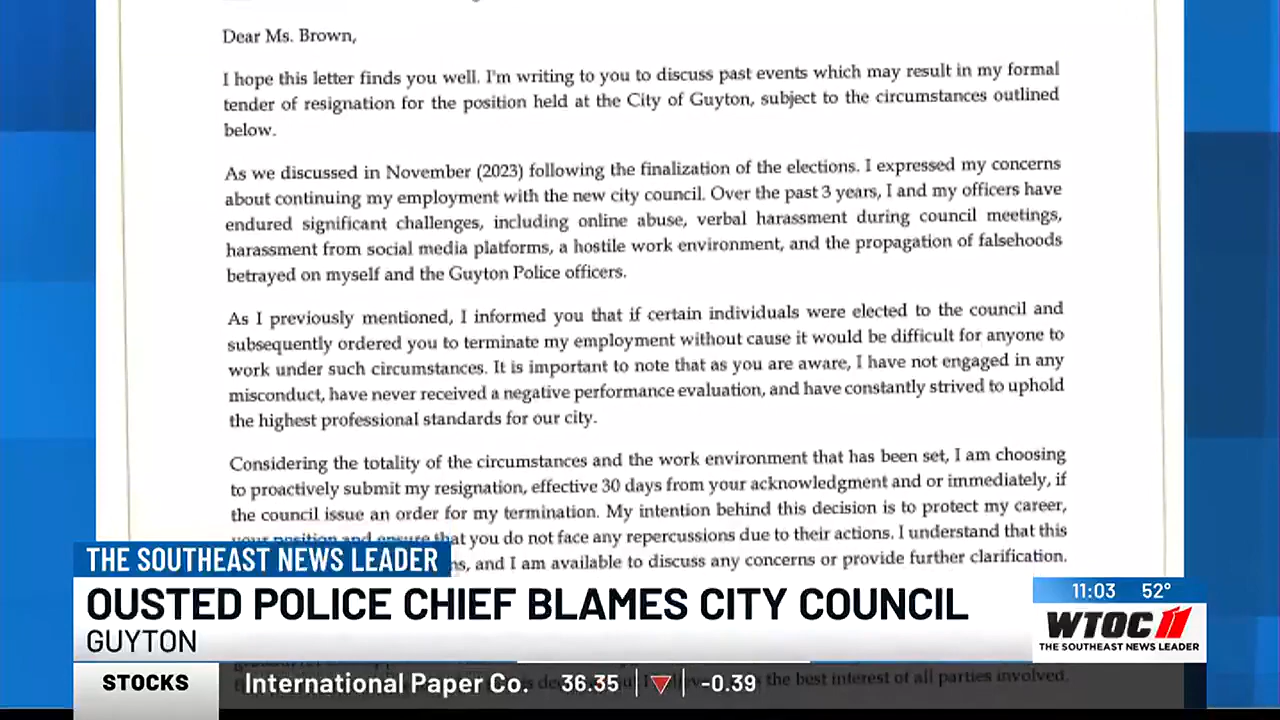 Dear Ms. Brown,
I hope this letter finds you well. I'm writing to you to discuss past events which may result in my formal
tender of resignation for the position held at the City of Guyton, subject to the circumstances outlined
below.
As we discussed in November (2023) following the finalization of the elections. I expressed my concerns
about continuing my employment with the new city council. Over the past 3 years, I and my officers have
endured significant challenges, including online abuse, verbal harassment during council meetings,
harassment from social media platforms, a hostile work environment, and the propagation of falsehoods
betrayed on myself and the Guyton Police officers.
As I previously mentioned, I informed you that if certain individuals were elected to the council and
subsequently ordered you to terminate my employment without cause it would be difficult for anyone to
work under such circumstances. It is important to note that as you are aware, I have not engaged in any
misconduct, have never received a negative performance evaluation, and have constantly strived to uphold
the highest professional standards for our city.
Considering the totality of the circumstances and the work environment that has been set, I am choosing
to proactively submit my resignation, effective 30 days from your acknowledgment and or immediately, if
the council issue an order for my termination. My intention behind this decision is to protect my career,
your position and ensure that you do not face any repercussions due to their actions. I understand that this
and I am available to discuss any concerns or provide further clarification.
THE SOUTHEAST NEWS LEADER
OUSTED POLICE CHIEF BLAMES CITY COUNCIL
GUYTON
11:03 52°
WTOC 11
THE SOUTHEAST NEWS LEADER
the best interest of all parties involved.
STOCKS International Paper Co. 36.35 -0.39